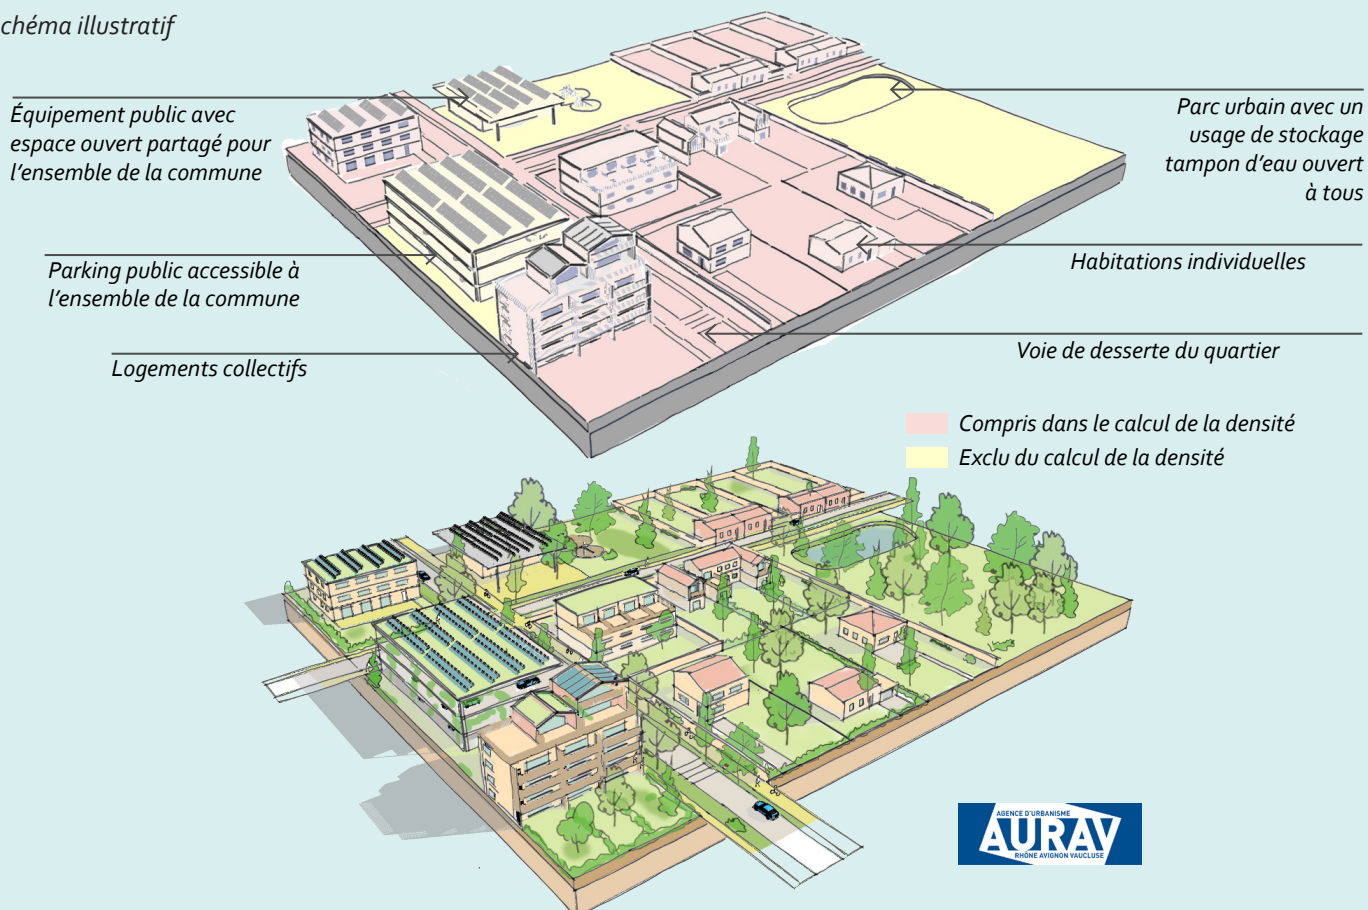 chéma illustratif
Équipement public avec
espace ouvert partagé pour
l'ensemble de la commune
Parc urbain avec un
usage de stockage
tampon d'eau ouvert
à tous
Parking public accessible à
l'ensemble de la commune
Habitations individuelles
Logements collectifs
Voie de desserte du quartier
Compris dans le calcul de la densité
Exclu du calcul de la densité
AGENCE D'URBANISME
AURAV
RHÔNE AVIGNON VAUCLUSE